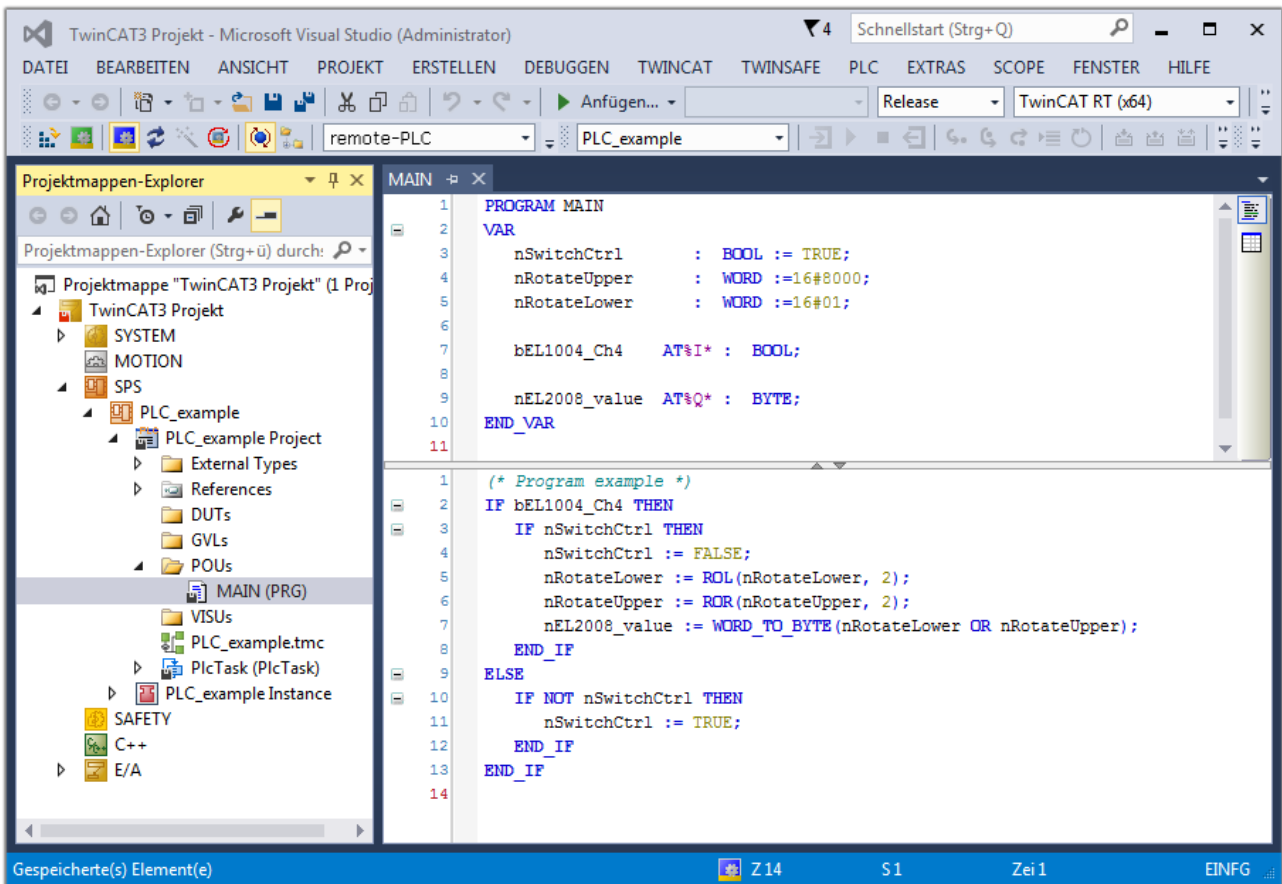 TwinCAT3 Projekt - Microsoft Visual Studio (Administrator) 4 Schnellstart (Strg+Q)
DATEI BEARBEITEN ANSICHT PROJEKT ERSTELLEN DEBUGGEN TWINCAT TWINSAFE PLC EXTRAS SCOPE FENSTER HILFE
Anfügen... Release TwinCAT RT (x64)
remote-PLC PLC_example
Projektmappen-Explorer
Projektmappen-Explorer (Strg+ü) durch:
Projektmappe "TwinCAT3 Projekt" (1 Proj
TwinCAT3 Projekt
SYSTEM
MOTION
SPS
PLC_example
PLC_example Project
External Types
References
DUTs
GVLs
POUs
MAIN (PRG)
VISUs
PLC_example.tmc
PlcTask (PlcTask)
PLC_example Instance
SAFETY
C++
E/A
MAIN
1 PROGRAM MAIN
2 VAR
3 nSwitchCtrl : BOOL := TRUE;
4 nRotateUpper : WORD :=16#8000;
5 nRotateLower : WORD :=16#01;
6
7 bEL1004_Ch4 AT%I* : BOOL;
8
9 nEL2008_value AT%Q* : BYTE;
10 END_VAR
11
1 (* Program example *)
2 IF bEL1004_Ch4 THEN
3 IF nSwitchCtrl THEN
4 nSwitchCtrl := FALSE;
5 nRotateLower := ROL(nRotateLower, 2);
6 nRotateUpper := ROR(nRotateUpper, 2);
7 nEL2008_value := WORD_TO_BYTE(nRotateLower OR nRotateUpper);
8 END_IF
9 ELSE
10 IF NOT nSwitchCtrl THEN
11 nSwitchCtrl := TRUE;
12 END_IF
13 END_IF
14
Gespeicherte(s) Element(e) Z 14 S 1 Zei 1 EINFG